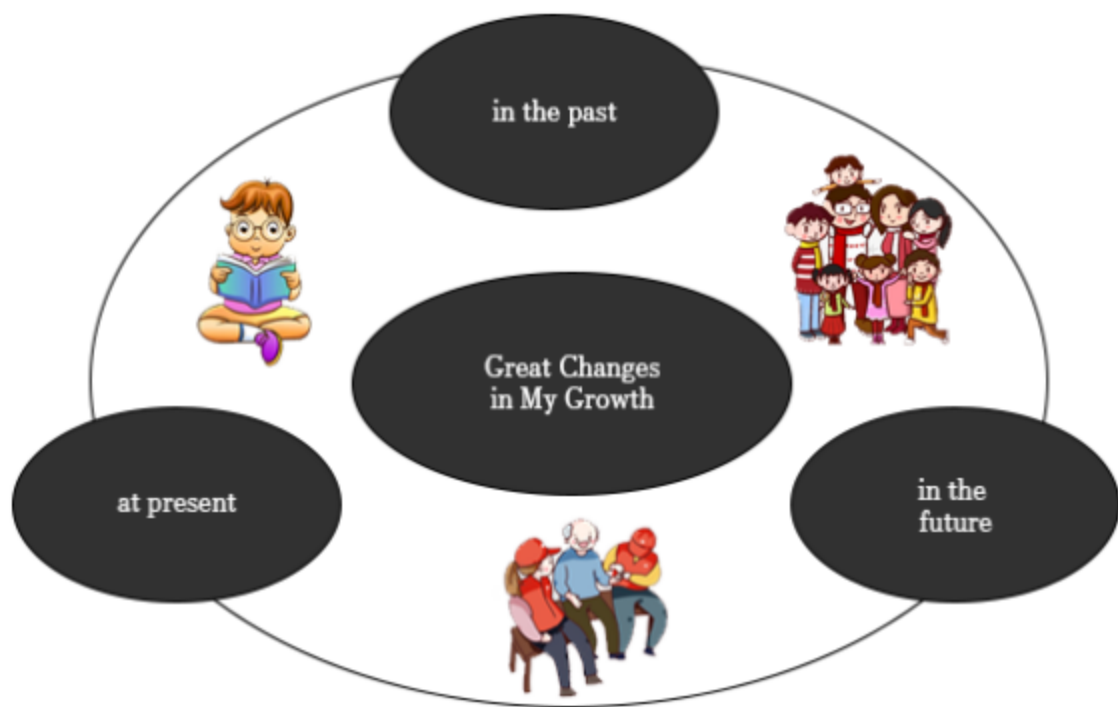 in the past
Great Changes
in My Growth
at present
in the
future